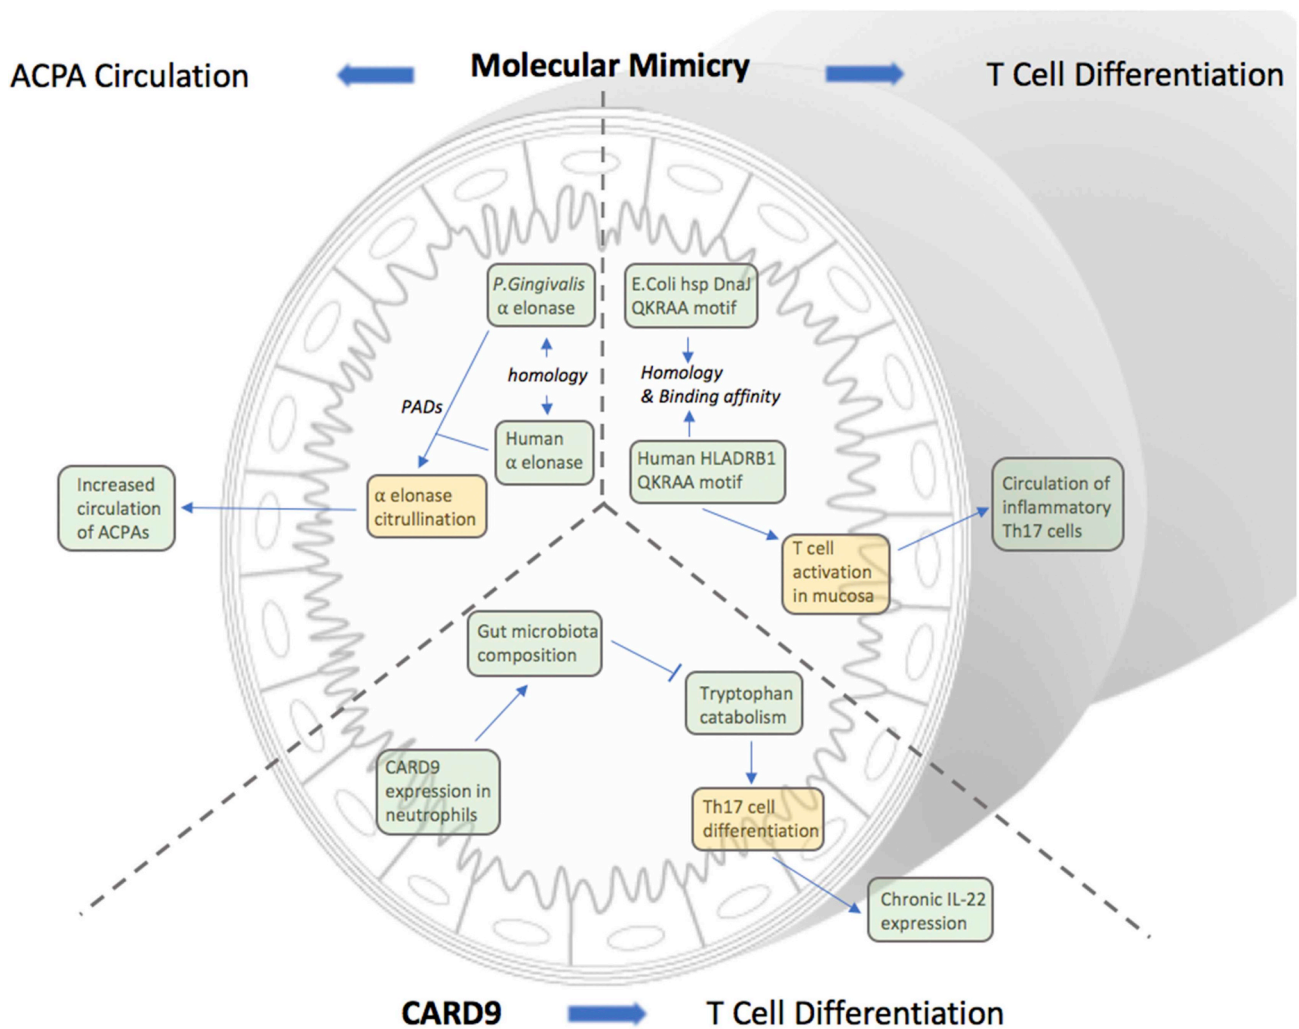 ACPA Circulation
Molecular Mimicry
T Cell Differentiation
P.Gingivalis
α elonase
homology
PADs
Human
α elonase
α elonase
citrullination
Increased
circulation
of ACPAs
E.Coli hsp DnaJ
QKRAA motif
Homology
& Binding affinity
Human HLADRB1
QKRAA motif
T cell
activation
in mucosa
Circulation of
inflammatory
Th17 cells
Gut microbiota
composition
CARD9
expression in
neutrophils
Tryptophan
catabolism
Th17 cell
differentiation
Chronic IL-22
expression
CARD9
T Cell Differentiation